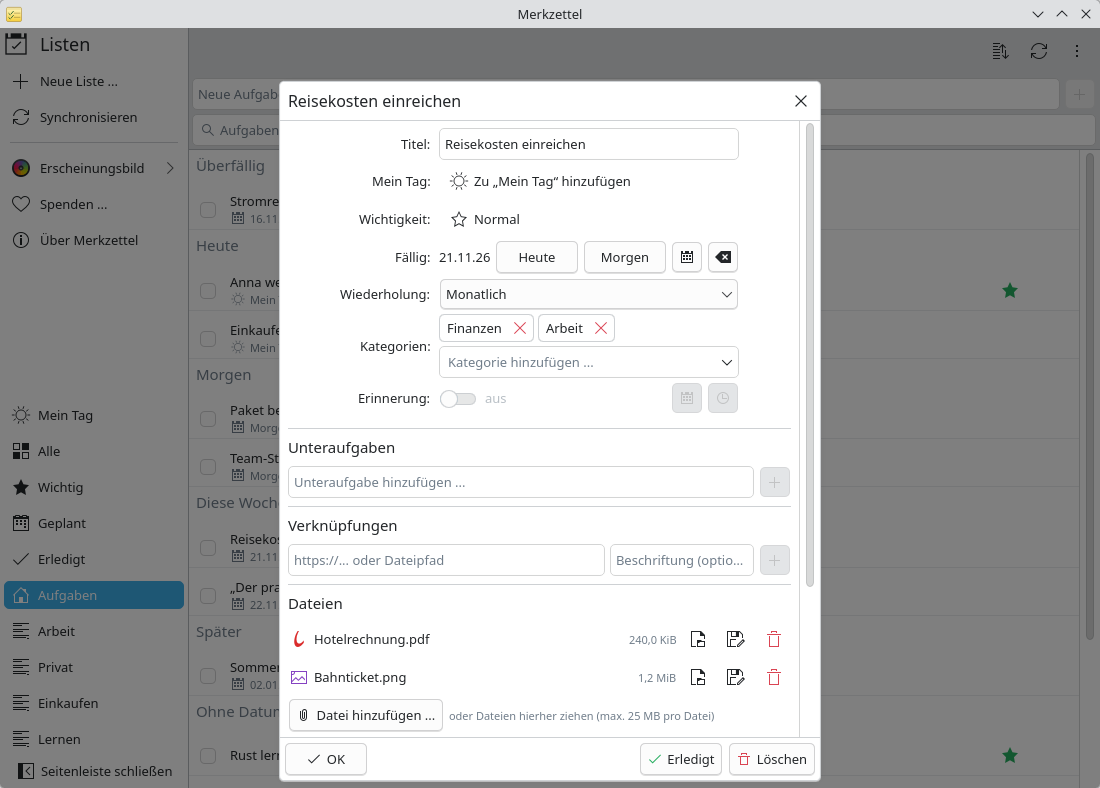 Merkzettel
Listen
Neue Liste ...
Synchronisieren
Erscheinungsbild
Spenden ...
Über Merkzettel
Mein Tag
Alle
Wichtig
Geplant
Erledigt
Aufgaben
Arbeit
Privat
Einkaufen
Lernen
Seitenleiste schließen
Neue Aufgab
Aufgaben
Überfällig
Stromre
16.11
Heute
Anna we
Mein
Einkaufe
Mein
Morgen
Paket be
Morg
Team-St
Morg
Diese Woch
Reisekos
21.11
„Der pra
22.11
Später
Sommer
02.01
Ohne Datun
Rust lern
Reisekosten einreichen
Titel: Reisekosten einreichen
Mein Tag: Zu „Mein Tag“ hinzufügen
Wichtigkeit: Normal
Fällig: 21.11.26 Heute Morgen
Wiederholung: Monatlich
Finanzen Arbeit
Kategorien:
Kategorie hinzufügen ...
Erinnerung: aus
Unteraufgaben
Unteraufgabe hinzufügen ...
Verknüpfungen
https://... oder Dateipfad Beschriftung (optio...
Dateien
Hotelrechnung.pdf 240,0 KiB
Bahnticket.png 1,2 MiB
Datei hinzufügen ... oder Dateien hierher ziehen (max. 25 MB pro Datei)
OK Erledigt Löschen